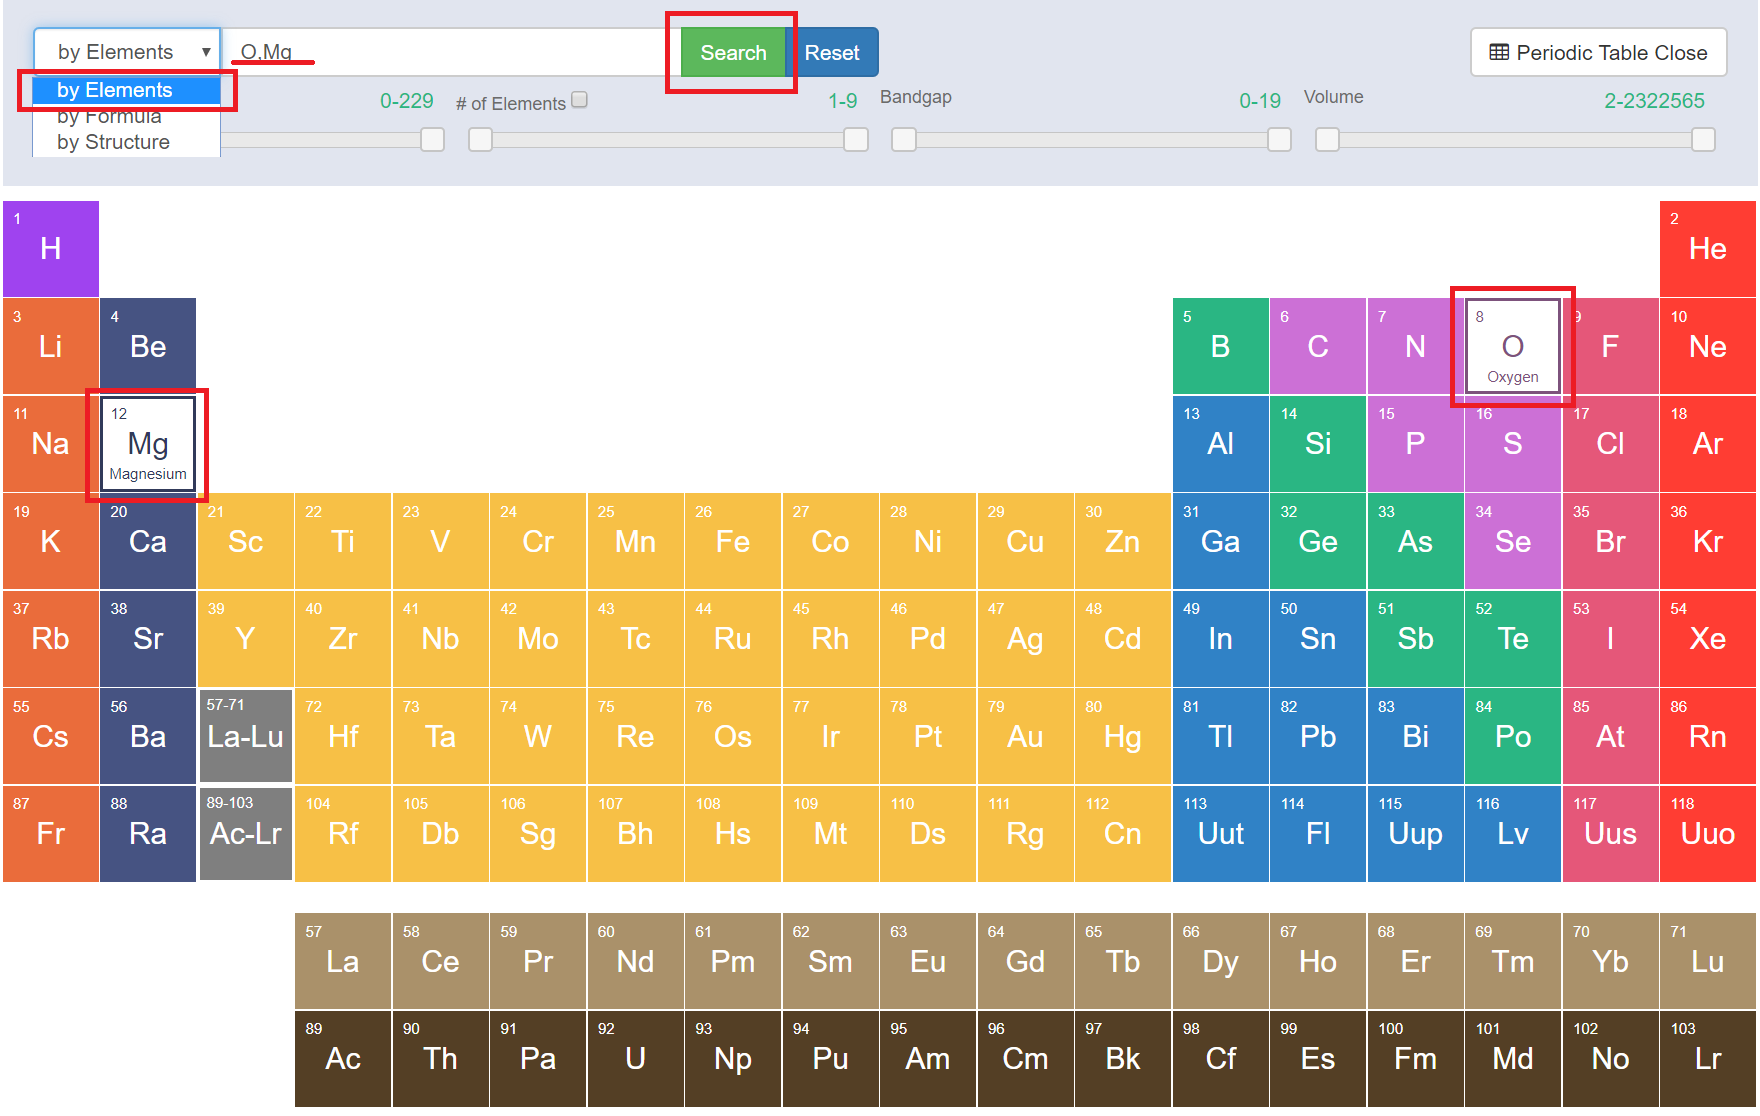 by Elements ▼ O,Mg Search Reset Periodic Table Close
by Elements
by Formula
by Structure
0-229 # of Elements 1-9 Bandgap 0-19 Volume 2-2322565
1 2
H He
3 4 5 6 7 8 9 10
Li Be B C N O F Ne
Oxygen
11 12 13 14 15 16 17 18
Na Mg Al Si P S Cl Ar
Magnesium
19 20 21 22 23 24 25 26 27 28 29 30 31 32 33 34 35 36
K Ca Sc Ti V Cr Mn Fe Co Ni Cu Zn Ga Ge As Se Br Kr
37 38 39 40 41 42 43 44 45 46 47 48 49 50 51 52 53 54
Rb Sr Y Zr Nb Mo Tc Ru Rh Pd Ag Cd In Sn Sb Te I Xe
55 56 57-71 72 73 74 75 76 77 78 79 80 81 82 83 84 85 86
Cs Ba La-Lu Hf Ta W Re Os Ir Pt Au Hg Tl Pb Bi Po At Rn
87 88 89-103 104 105 106 107 108 109 110 111 112 113 114 115 116 117 118
Fr Ra Ac-Lr Rf Db Sg Bh Hs Mt Ds Rg Cn Uut Fl Uup Lv Uus Uuo
57 58 59 60 61 62 63 64 65 66 67 68 69 70 71
La Ce Pr Nd Pm Sm Eu Gd Tb Dy Ho Er Tm Yb Lu
89 90 91 92 93 94 95 96 97 98 99 100 101 102 103
Ac Th Pa U Np Pu Am Cm Bk Cf Es Fm Md No Lr